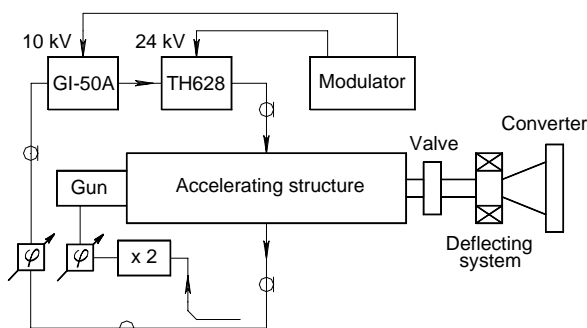 10 kV
24 kV
GI-50A
TH628
Modulator
Converter
Valve
Gun
Accelerating structure
φ
φ
x 2
Deflecting
system